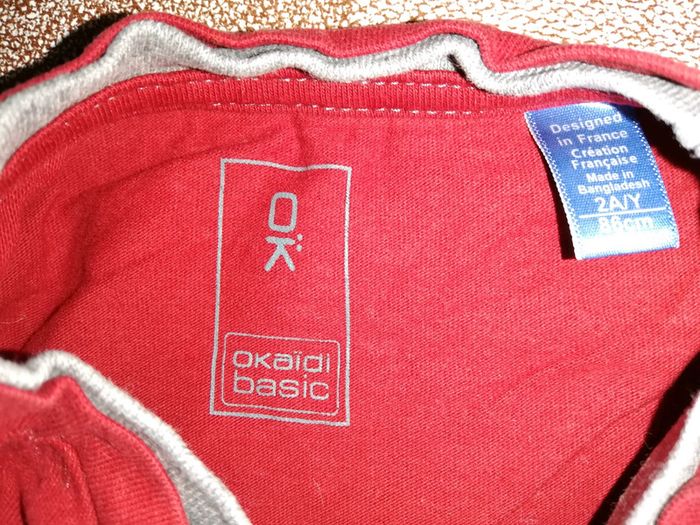 OK
okaïdi
basic
Designed
in France
Création
Française
Made in
Bangladesh
2A/Y
86cm